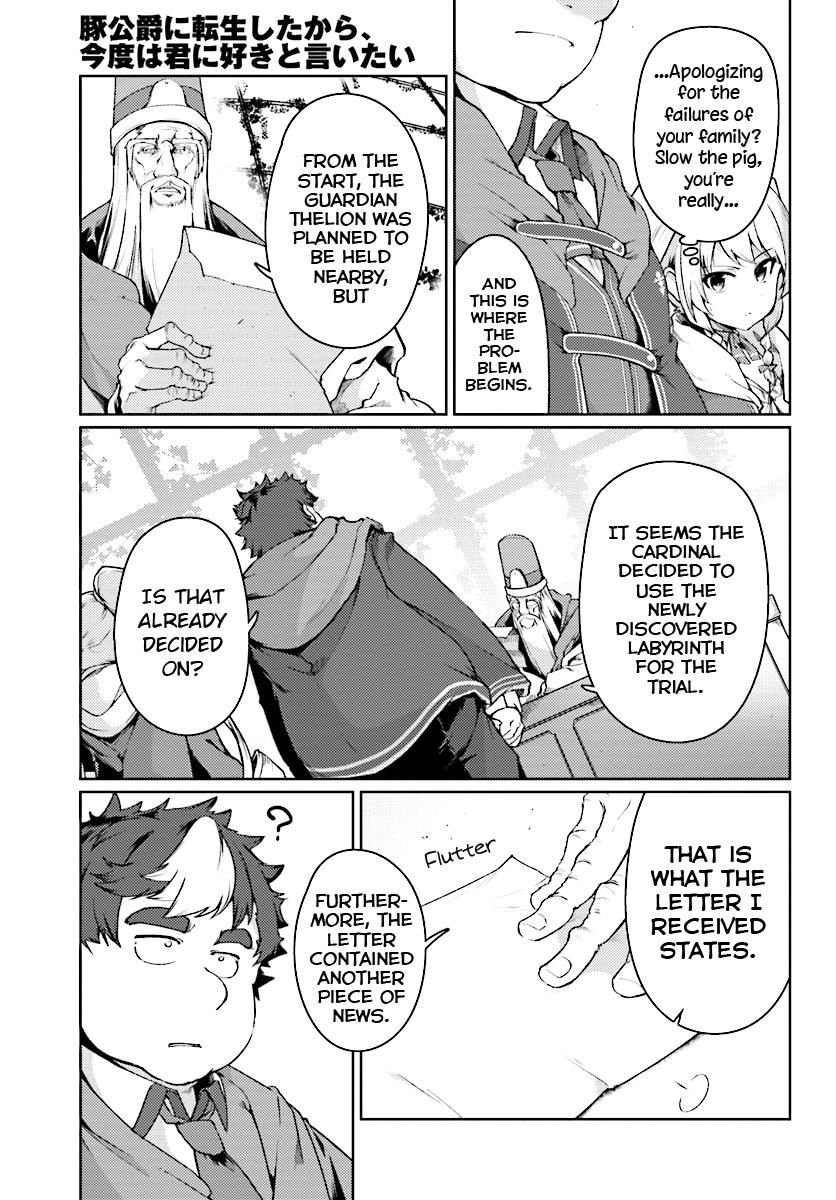 豚公爵に転生したから、
今度は君に好きと言いたい
...Apologizing
for the
failures of
your family?
Slow the pig,
you're
really...
AND
THIS IS
WHERE
THE
PRO-
BLEM
BEGINS.
FROM THE
START, THE
GUARDIAN
THELION WAS
PLANNED TO
BE HELD
NEARBY,
BUT
IT SEEMS THE
CARDINAL
DECIDED TO
USE THE
NEWLY
DISCOVERED
LABYRINTH
FOR THE
TRIAL.
IS THAT
ALREADY
DECIDED
ON?
THAT IS
WHAT THE
LETTER I
RECEIVED
STATES.
Flutter
FURTHER-
MORE, THE
LETTER
CONTAINED
ANOTHER
PIECE OF
NEWS.
?